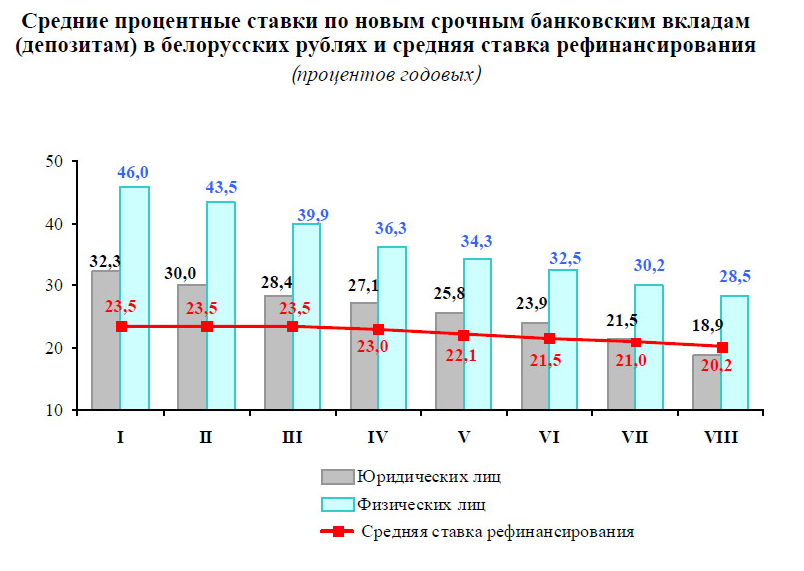 Средние процентные ставки по новым срочным банковским вкладам
(депозитам) в белорусских рублях и средняя ставка рефинансирования
(процентов годовых)
50
40
30
20
10
46,0
43,5
39,9
36,3
34,3
32,5
30,2
28,5
32,3
30,0
28,4
27,1
25,8
23,9
21,5
18,9
23,5
23,5
23,5
23,0
22,1
21,5
21,0
20,2
I
II
III
IV
V
VI
VII
VIII
Юридических лиц
Физических лиц
Средняя ставка рефинансирования